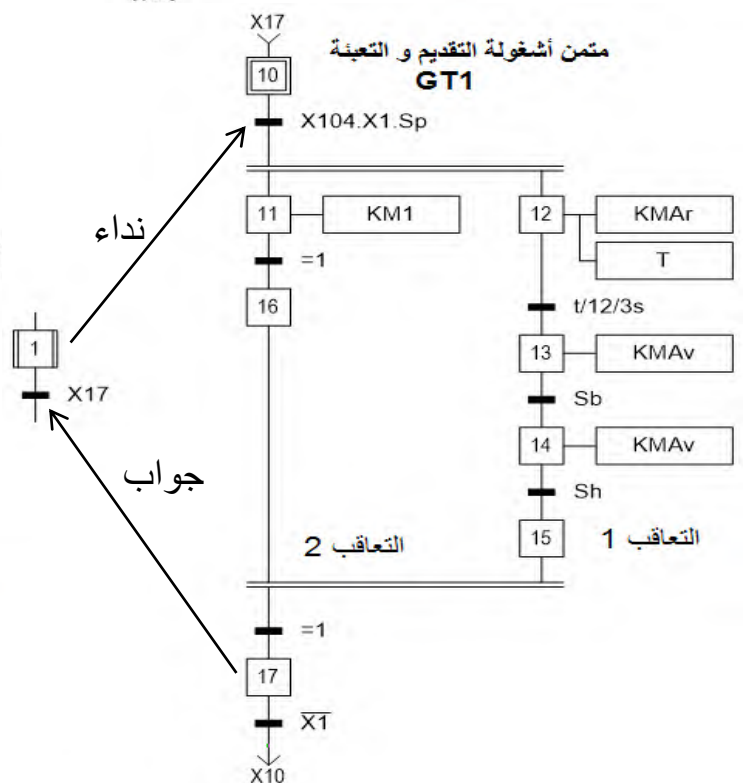 X17
متمن أشغولة التقديم و التعبئة
GT1
10
X104.X1.Sp
نداء
11
KM1
12
KMAr
T
=1
16
t/12/3s
1
X17
13
KMAv
Sb
14
KMAv
جواب
Sh
التعاقب 2
15
التعاقب 1
=1
17
X̅1̅
X10